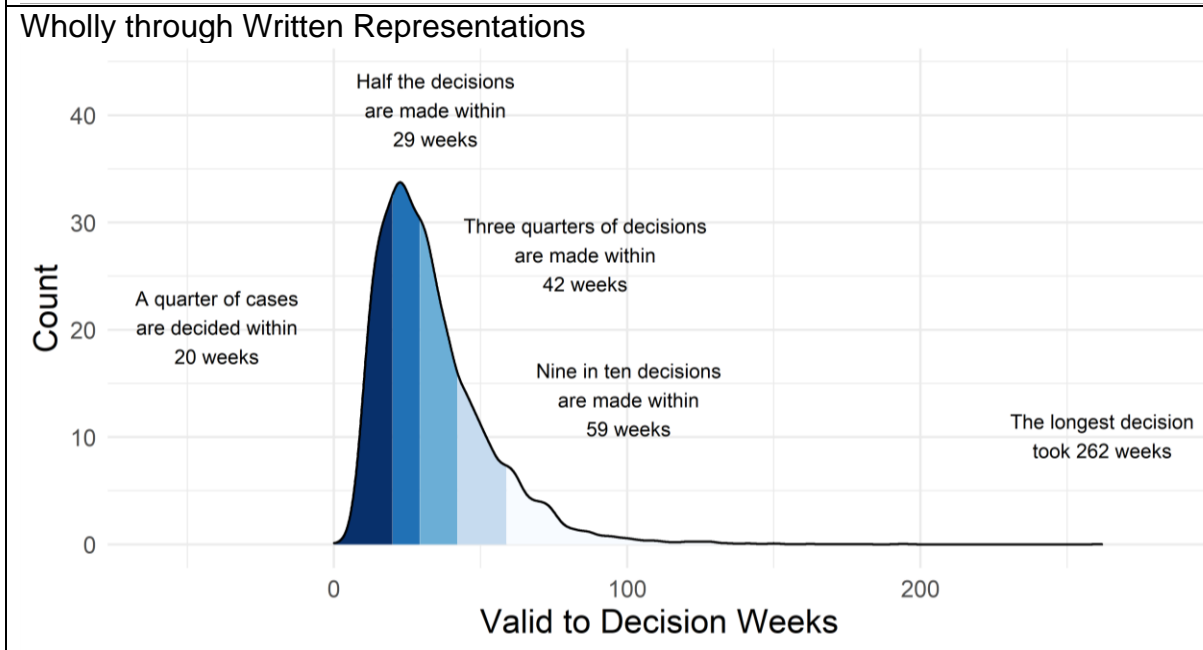 Wholly through Written Representations
Half the decisions
are made within
29 weeks
40
30
Three quarters of decisions
are made within
42 weeks
A quarter of cases
are decided within
20 weeks
20
Nine in ten decisions
are made within
59 weeks
The longest decision
took 262 weeks
10
0
Count
0 100 200
Valid to Decision Weeks